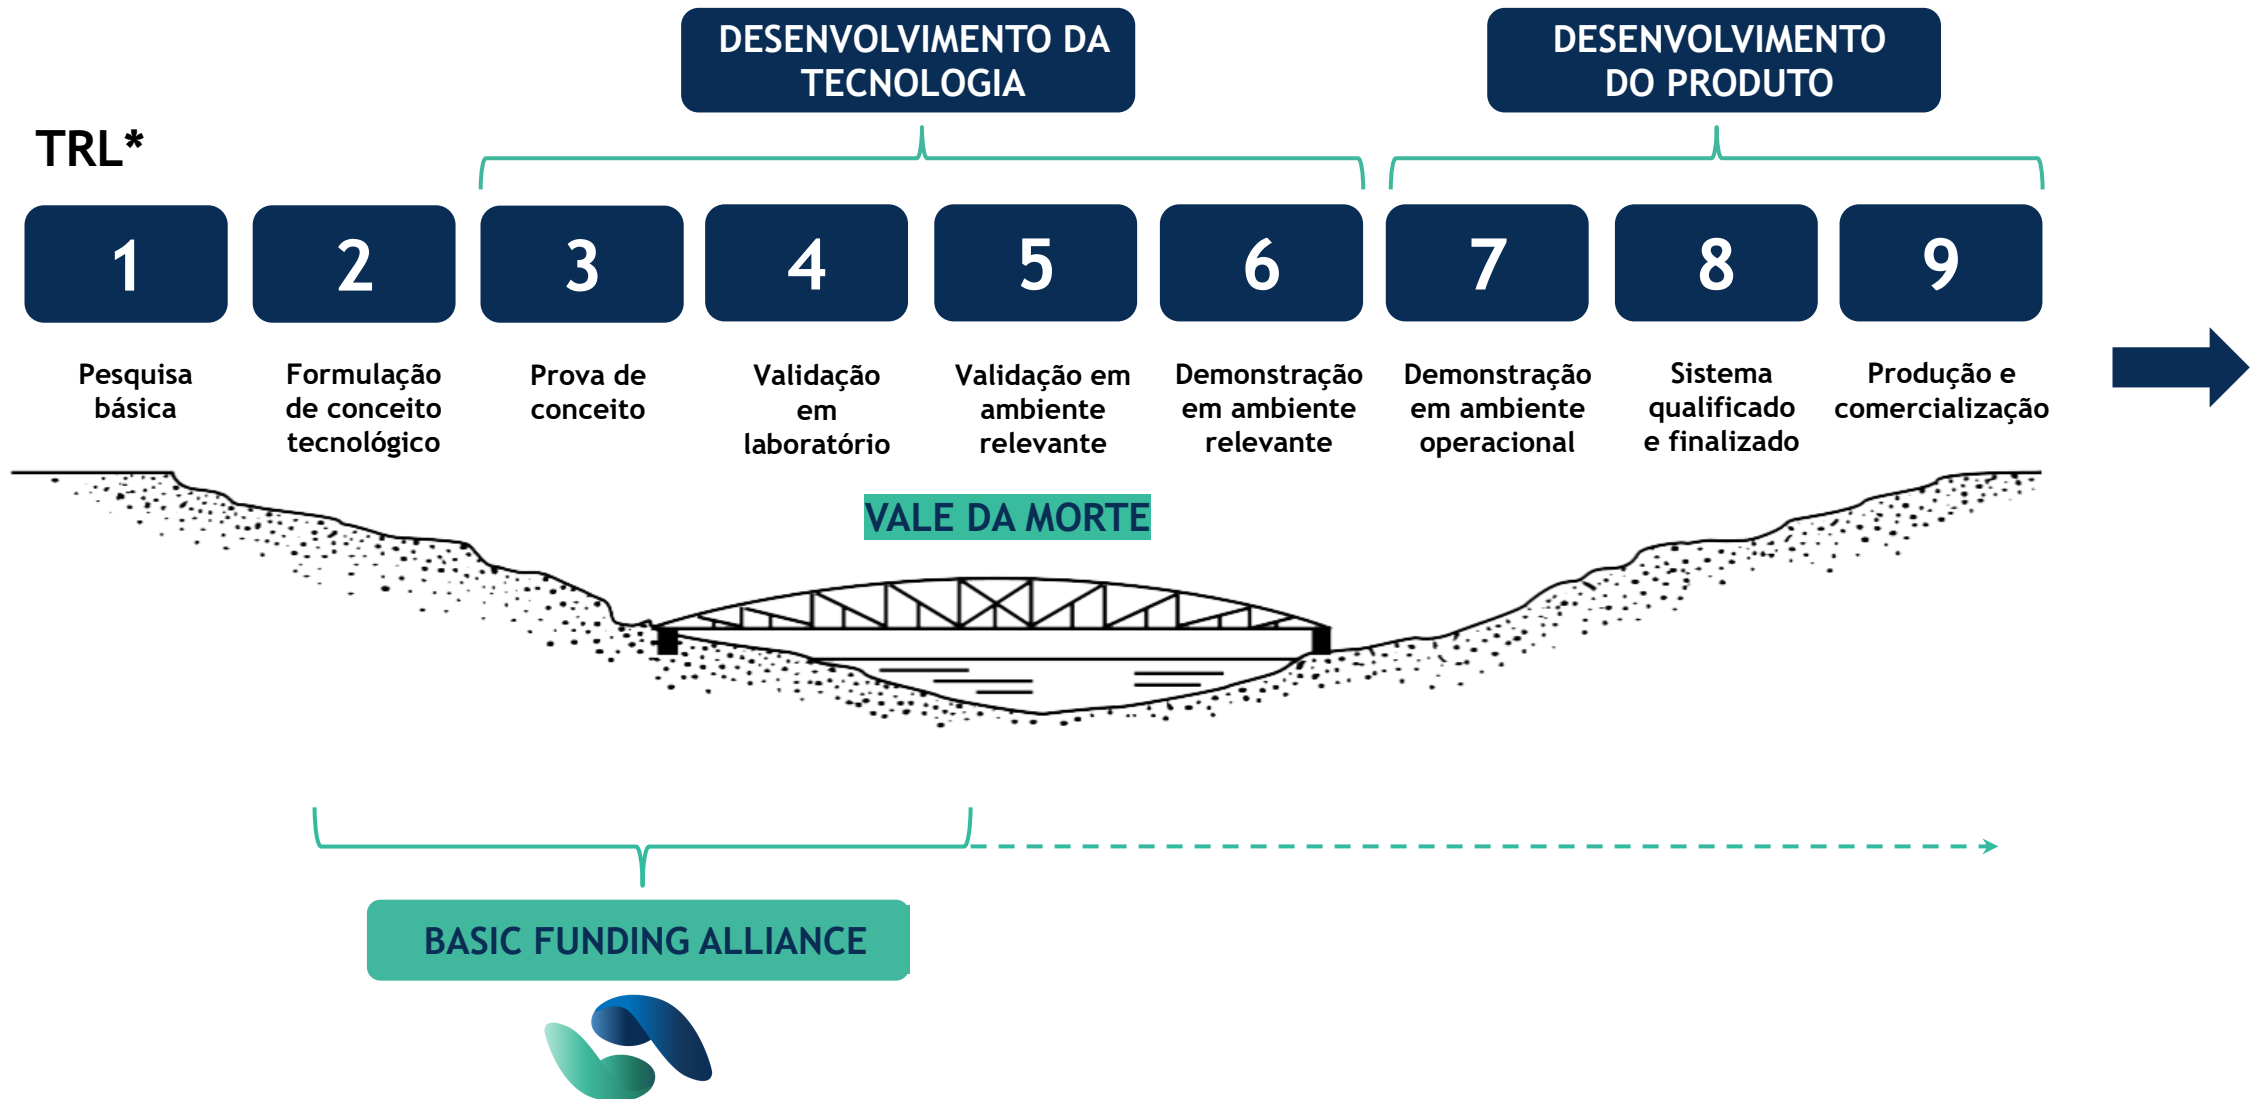 DESENVOLVIMENTO DA
TECNOLOGIA
DESENVOLVIMENTO
DO PRODUTO
TRL*
1
2
3
4
5
6
7
8
9
Pesquisa
básica
Formulação
de conceito
tecnológico
Prova de
conceito
Validação
em
laboratório
Validação em
ambiente
relevante
Demonstração
em ambiente
relevante
Demonstração
em ambiente
operacional
Sistema
qualificado
e finalizado
Produção e
comercialização
VALE DA MORTE
BASIC FUNDING ALLIANCE